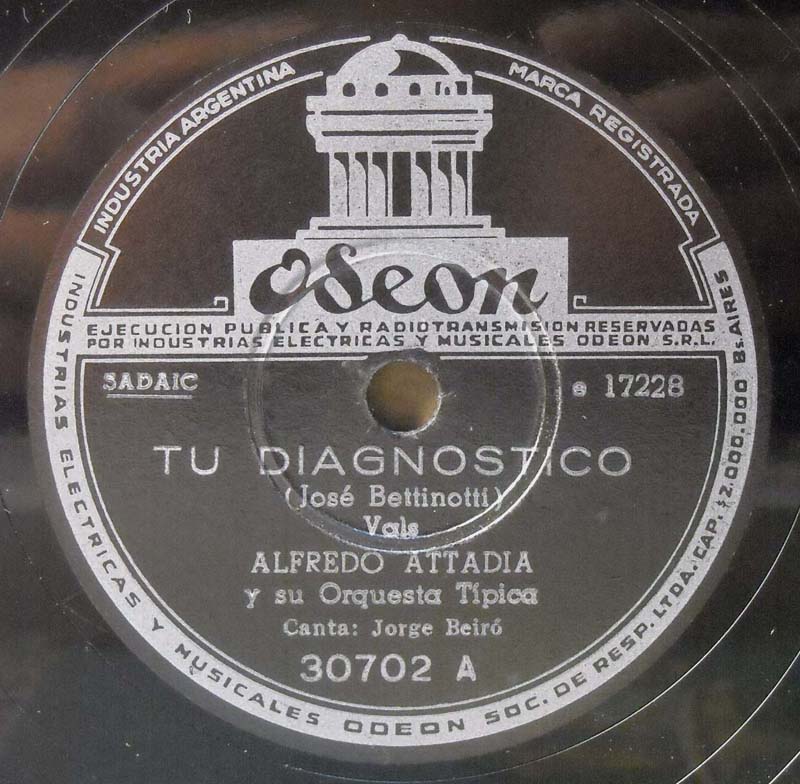 INDUSTRIA ARGENTINA
MARCA REGISTRADA
Odeon
EJECUCION PUBLICA Y RADIOTRANSMISION RESERVADAS
POR INDUSTRIAS ELECTRICAS Y MUSICALES ODEON S.R.L.
SADAIC
e 17228
TU DIAGNOSTICO
(José Bettinotti)
Vals
ALFREDO ATTADIA
y su Orquesta Típica
Canta: Jorge Beiró
30702 A
INDUSTRIAS ELECTRICAS Y MUSICALES ODEON SOC. DE RESP. LTDA. CAP. $2.000.000 Bs. AIRES